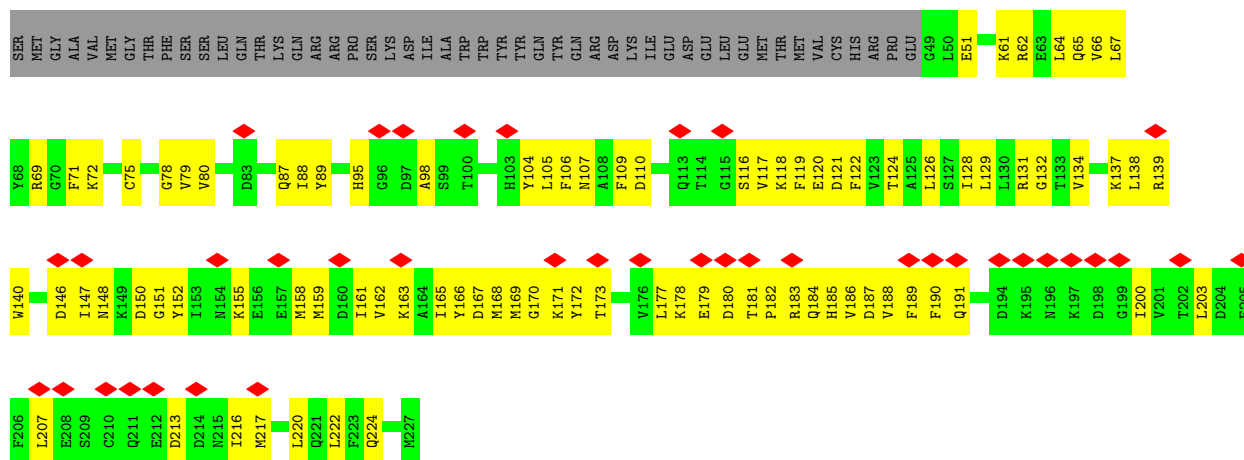 SER MET GLY ALA VAL MET GLY THR PHE SER SER LEU GLN THR LYS GLN ARG ARG PRO SER LYS ASP ILE ALA TRP TRP TYR TYR GLN TYR GLN ARG ASP LYS ILE GLU ASP GLU LEU GLU MET THR MET VAL CYS HIS ARG PRO GLU G49 L50 E51 K61 R62 E63 L64 Q65 V66 L67
Y68 R69 G70 F71 K72 C75 G78 V79 V80 D83 Q87 I88 Y89 H95 G96 D97 A98 S99 T100 H103 Y104 L105 F106 N107 A108 F109 D110 Q113 T114 G115 S116 V117 K118 F119 E120 D121 F122 V123 T124 A125 L126 S127 I128 L129 L130 R131 G132 T133 V134 K137 L138 R139
W140 D146 I147 N148 K149 D150 G151 Y152 I153 N154 K155 E156 E157 M158 M159 D160 I161 V162 K163 A164 I165 Y166 D167 M168 M169 G170 K171 Y172 T173 V176 L177 K178 E179 D180 T181 P182 R183 Q184 H185 V186 D187 V188 F189 F190 Q191 D194 K195 N196 K197 D198 G199 I200 V201 T202 L203 D204 E205
F206 L207 E208 S209 C210 Q211 E212 D213 D214 N215 I216 M217 L220 Q221 L222 F223 Q224 M227